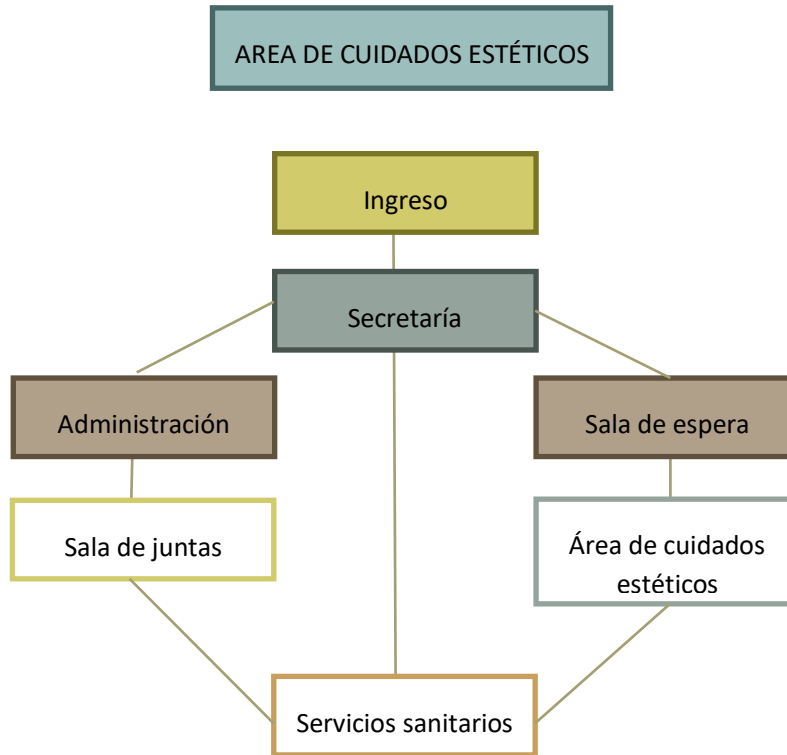 AREA DE CUIDADOS ESTÉTICOS
Ingreso
Secretaría
Administración
Sala de espera
Sala de juntas
Área de cuidados
estéticos
Servicios sanitarios